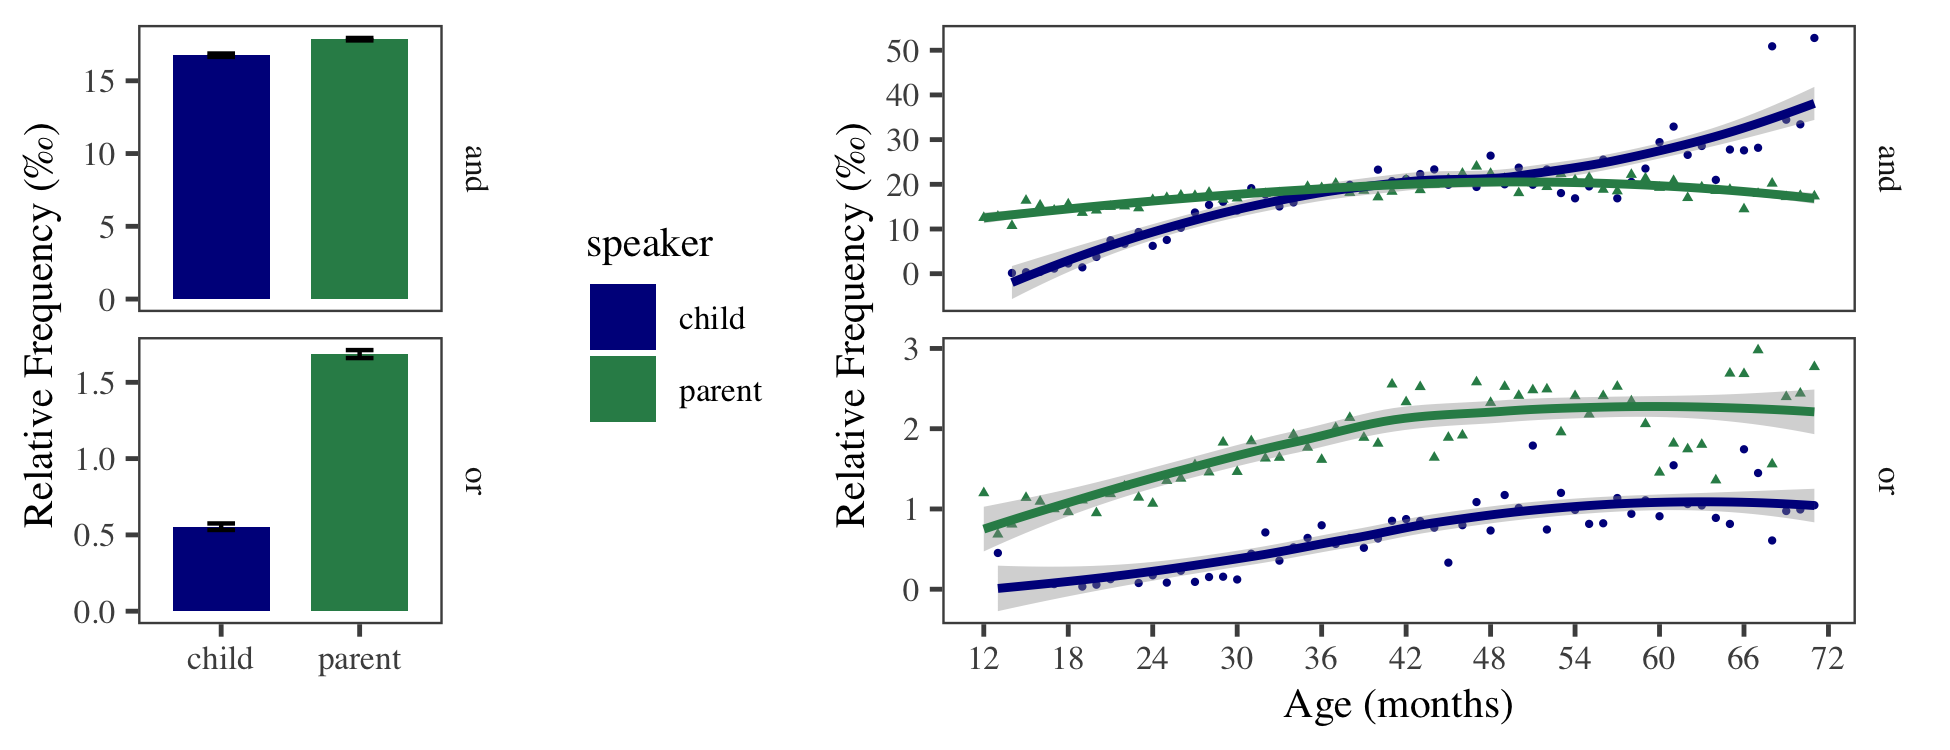 Relative Frequency (‰)
15
10
5
0
and
1.5
1.0
0.5
0.0
or
child
parent
speaker
child
parent
Relative Frequency (‰)
50
40
30
20
10
0
and
3
2
1
0
or
12 18 24 30 36 42 48 54 60 66 72
Age (months)